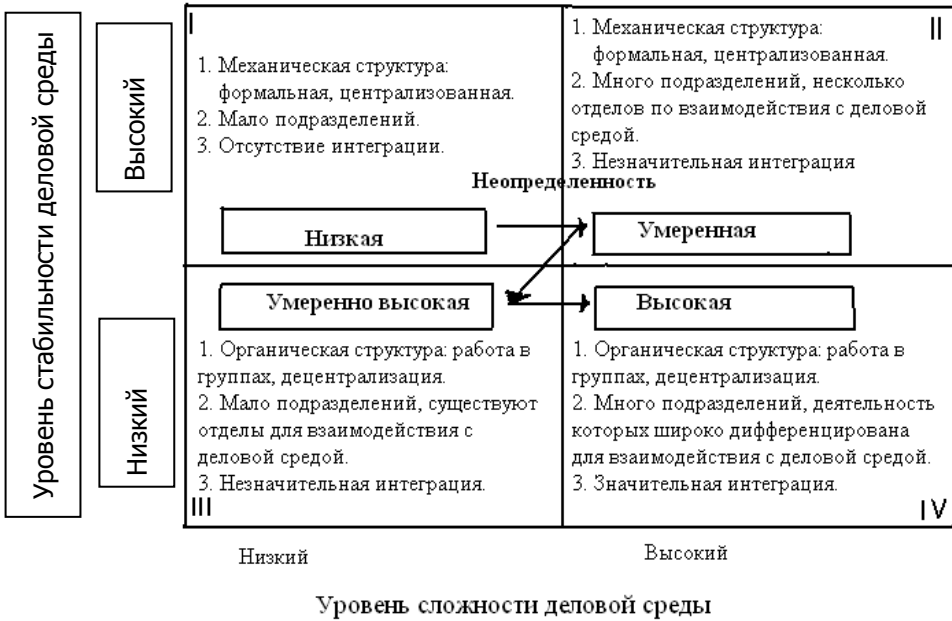 Уровень стабильности деловой среды
Высокий
I
1. Механическая структура:
формальная, централизованная.
2. Мало подразделений.
3. Отсутствие интеграции.
II
1. Механическая структура:
формальная, централизованная.
2. Много подразделений, несколько
отделов по взаимодействия с деловой
средой.
3. Незначительная интеграция
Неопределенность
Низкая
Умеренная
Низкий
Умеренно высокая
Высокая
1. Органическая структура: работа в
группах, децентрализация.
2. Мало подразделений, существуют
отделы для взаимодействия с
деловой средой.
3. Незначительная интеграция.
III
1. Органическая структура: работа в
группах, децентрализация.
2. Много подразделений, деятельность
которых широко дифференцирована
для взаимодействия с деловой средой.
3. Значительная интеграция.
IV
Низкий
Высокий
Уровень сложности деловой среды